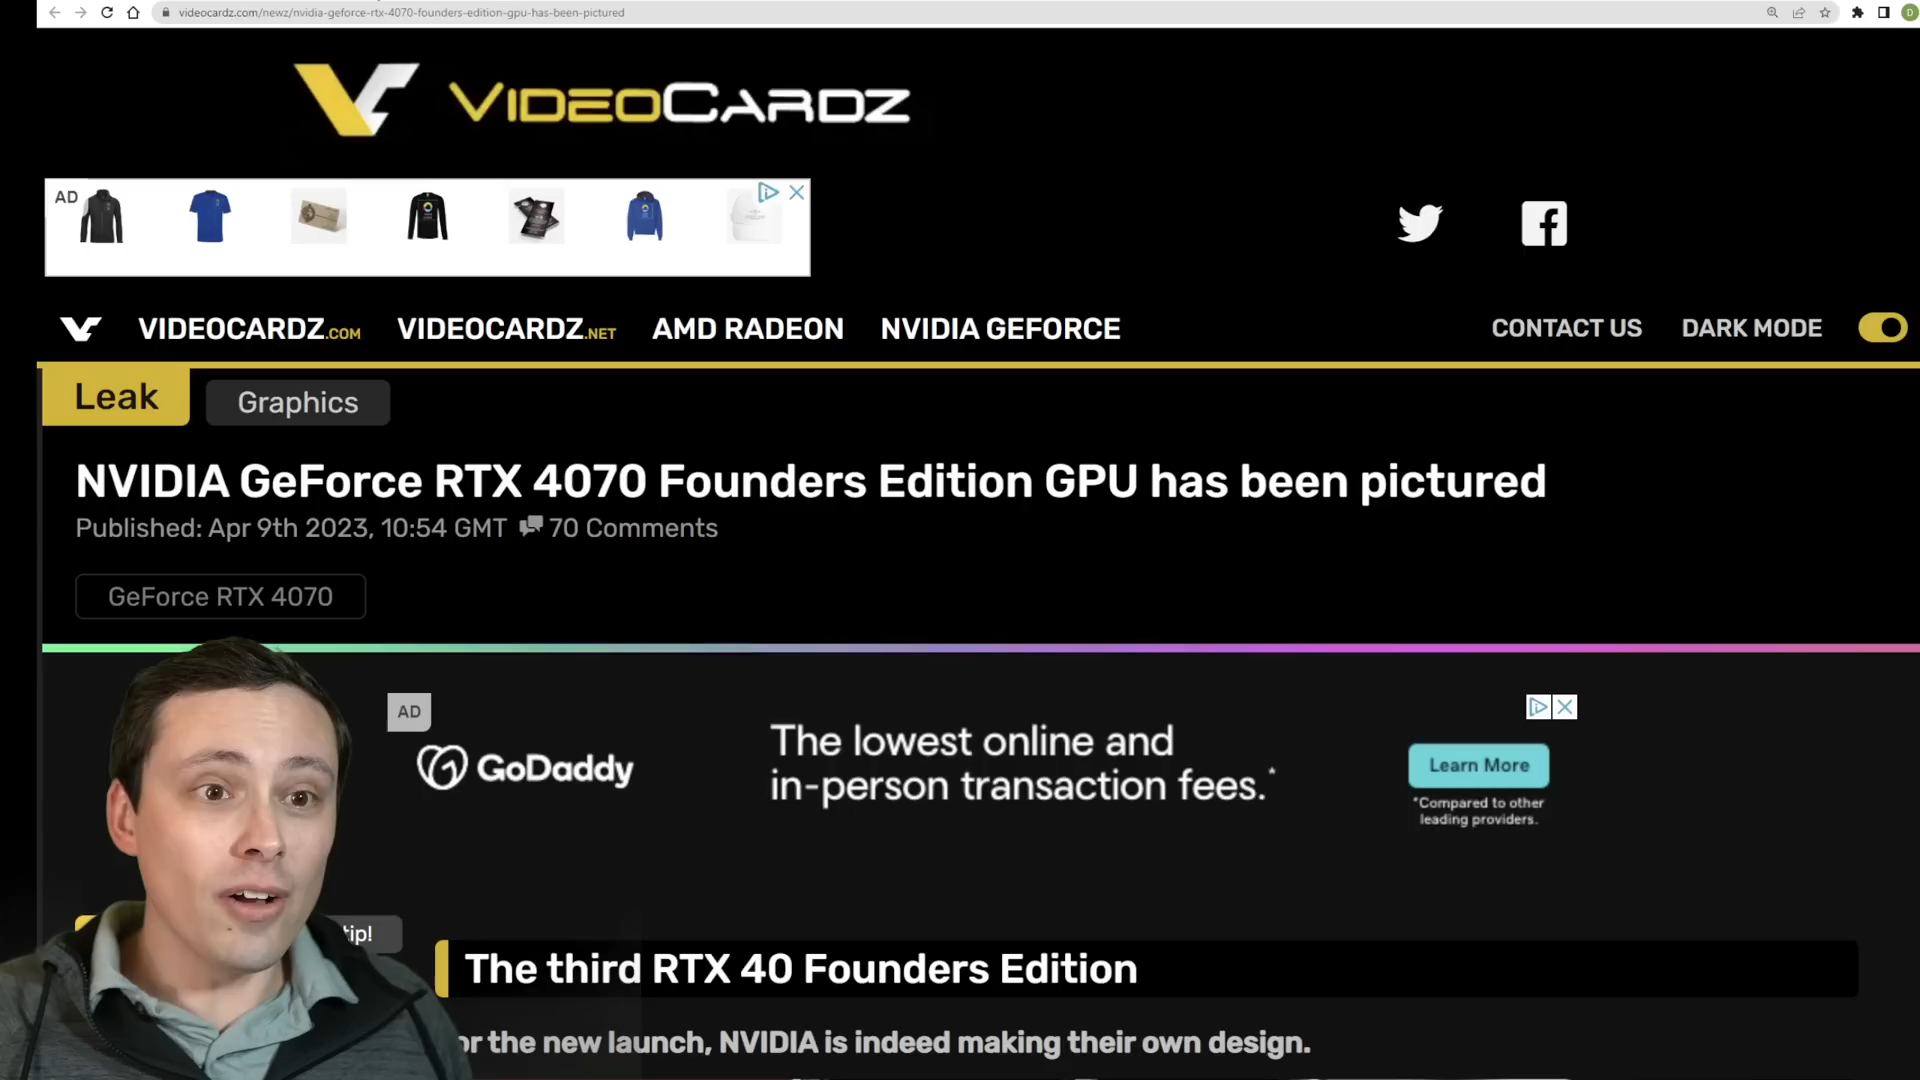 videocardz.com/newz/nvidia-geforce-rtx-4070-founders-edition-gpu-has-been-pictured
D
VIDEOCARDZ
AD
VIDEOCARDZ.COM VIDEOCARDZ.NET AMD RADEON NVIDIA GEFORCE CONTACT US DARK MODE
Leak Graphics
NVIDIA GeForce RTX 4070 Founders Edition GPU has been pictured
Published: Apr 9th 2023, 10:54 GMT 70 Comments
GeForce RTX 4070
AD
GoDaddy
The lowest online and
in-person transaction fees.*
Learn More
*Compared to other
leading providers.
tip!
The third RTX 40 Founders Edition
or the new launch, NVIDIA is indeed making their own design.